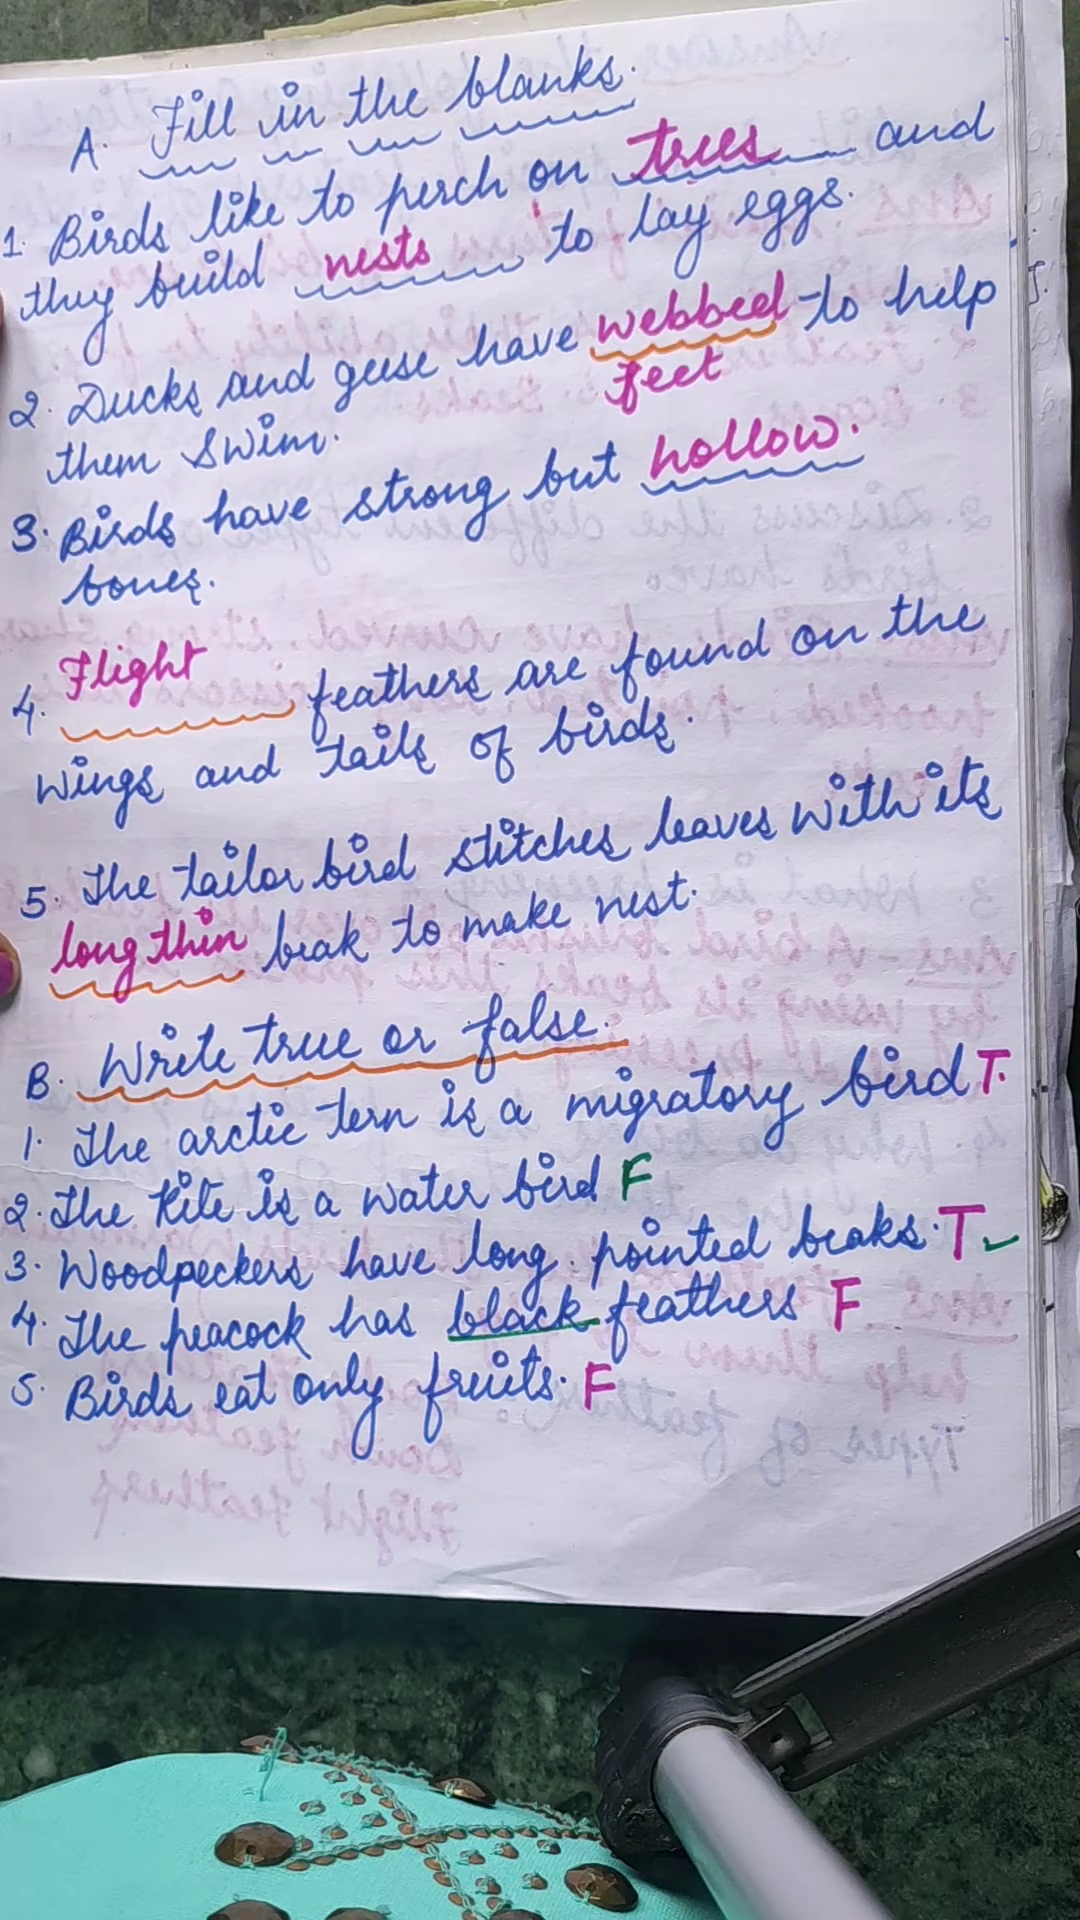 A. Fill in the blanks.
1. Birds like to perch on trees and
they build nests to lay eggs.
2. Ducks and geese have webbed to help
feet
them swim.
3. Birds have strong but hollow.
bones.
Flight
4. feathers are found on the
wings and tails of birds.
5. The tailor bird stitches leaves with its
long thin beak to make nest.
B. Write true or false.
1. The arctic tern is a migratory bird T.
2. The Kite is a water bird F
3. Woodpeckers have long pointed beaks. T ✓
4. The peacock has black feathers F
5. Birds eat only fruits. F